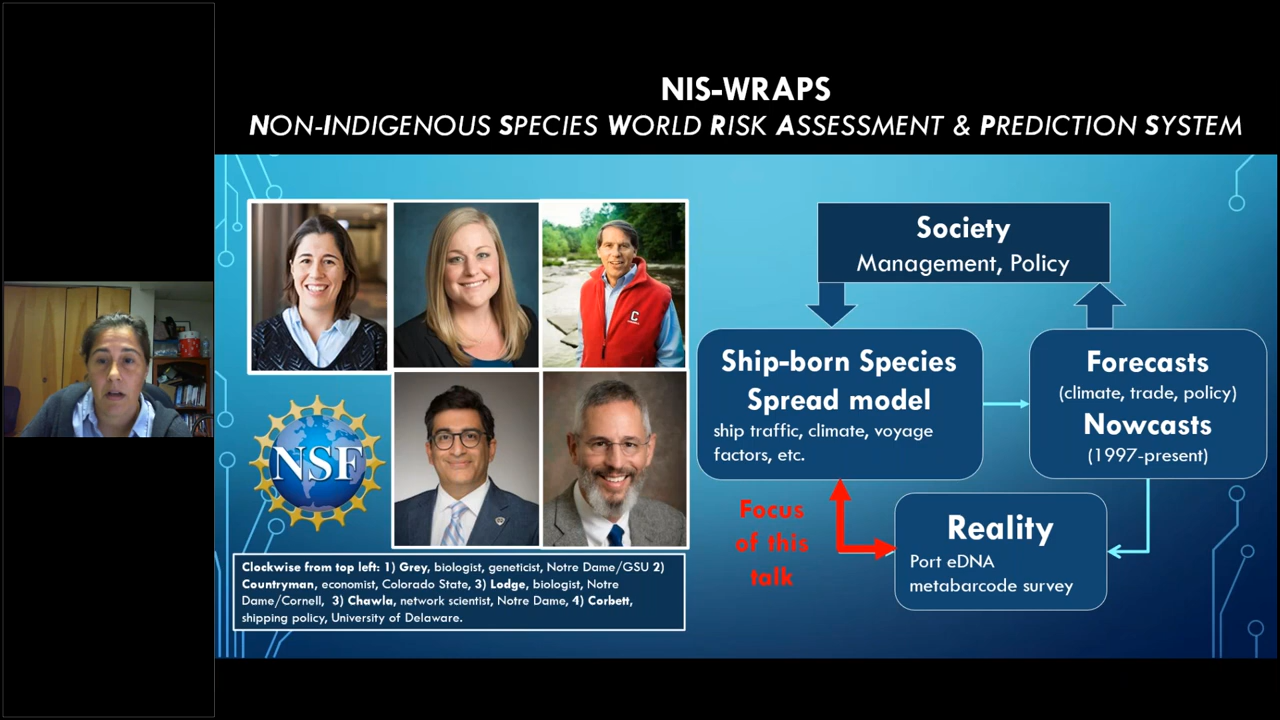 NIS-WRAPS
NON-INDIGENOUS SPECIES WORLD RISK ASSESSMENT & PREDICTION SYSTEM
C
NSF
Clockwise from top left: 1) Grey, biologist, geneticist, Notre Dame/GSU 2)
Countryman, economist, Colorado State, 3) Lodge, biologist, Notre
Dame/Cornell, 3) Chawla, network scientist, Notre Dame, 4) Corbett,
shipping policy, University of Delaware.
Society
Management, Policy
Ship-born Species
Spread model
ship traffic, climate, voyage
factors, etc.
Forecasts
(climate, trade, policy)
Nowcasts
(1997-present)
Focus
of this
talk
Reality
Port eDNA
metabarcode survey